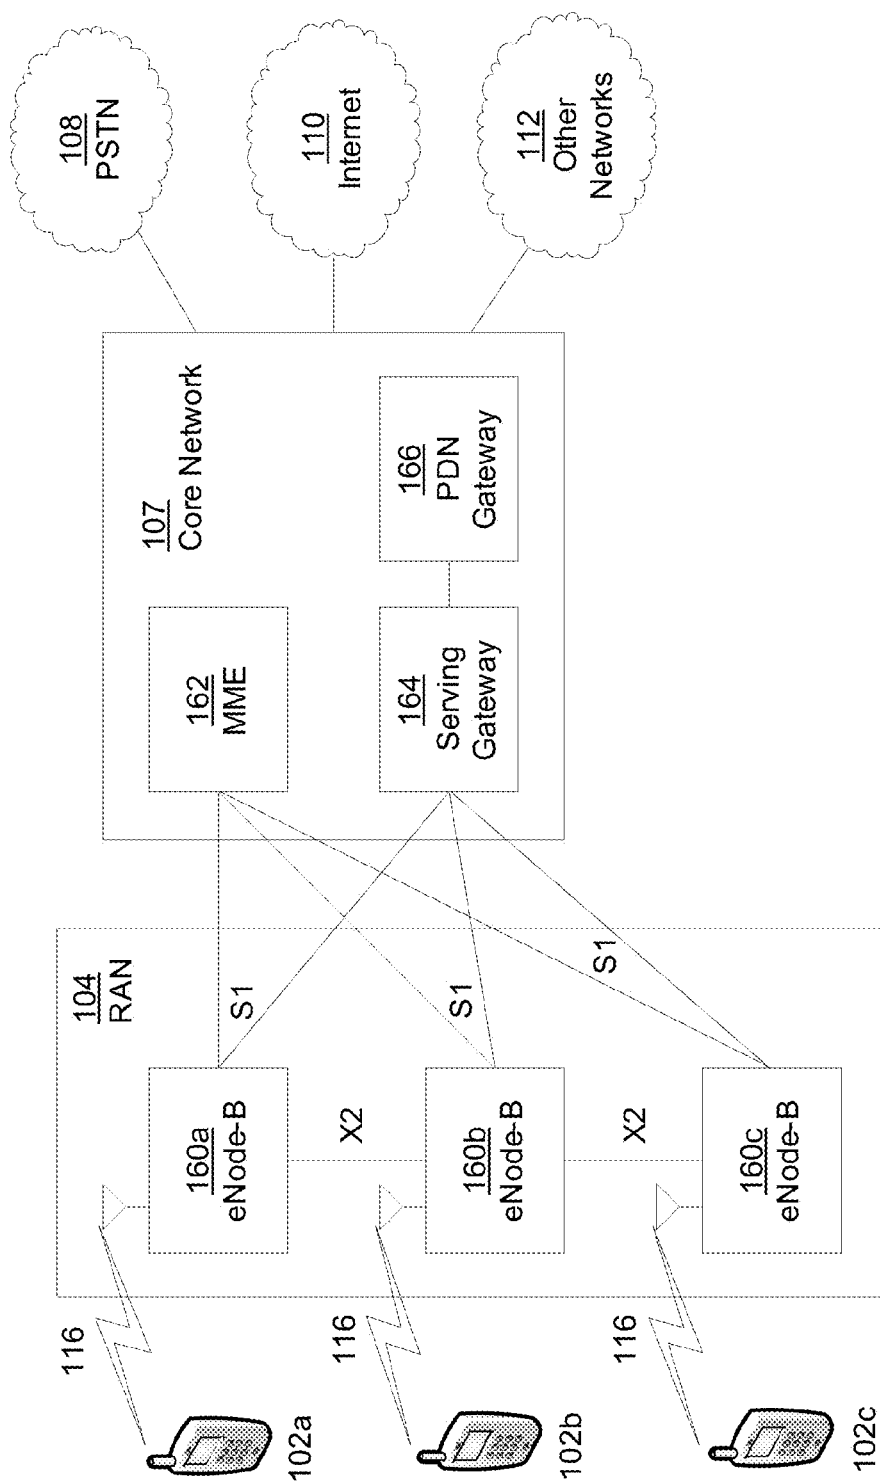 102a
116
102b
116
102c
116
104
RAN
160a
eNode-B
X2
160b
eNode-B
X2
160c
eNode-B
S1
S1
S1
107
Core Network
162
MME
164
Serving
Gateway
166
PDN
Gateway
108
PSTN
110
Internet
112
Other
Networks